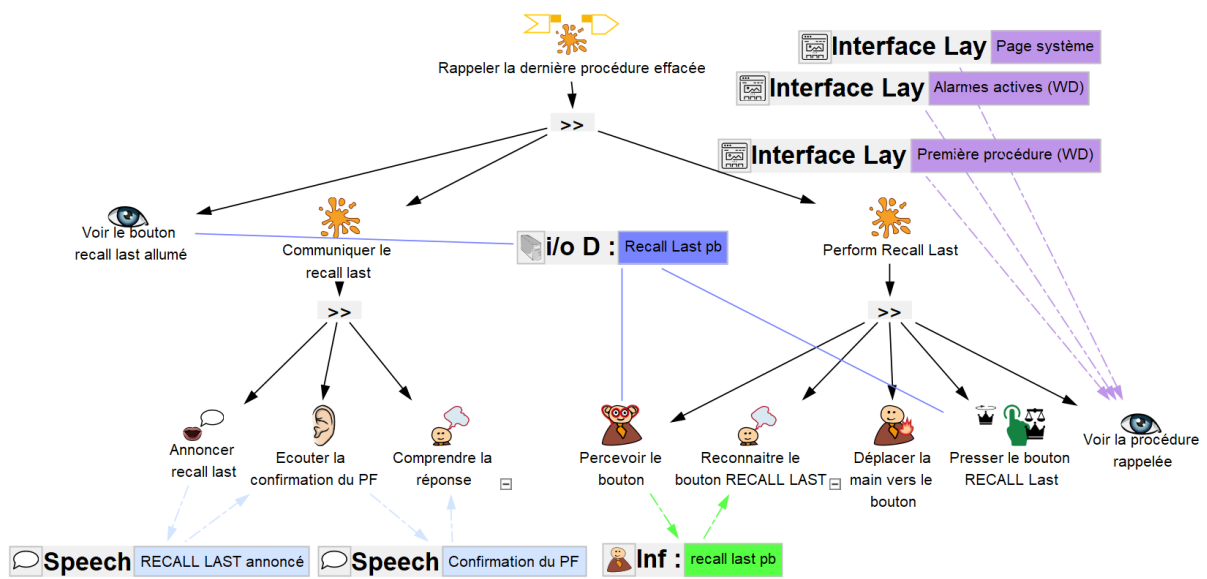 Rappeler la dernière procédure effacée
Interface Lay Page système
Interface Lay Alarmes actives (WD)
>>
Interface Lay Première procédure (WD)
Voir le bouton
recall last allumé
Communiquer le
recall last
i/o D : Recall Last pb
Perform Recall Last
>>
>>
Annoncer
recall last
Ecouter la
confirmation du PF
Comprendre la
réponse
Percevoir le
bouton
Reconnaitre le
bouton RECALL LAST
Déplacer la
main vers le
bouton
Presser le bouton
RECALL Last
Voir la procédure
rappelée
Speech RECALL LAST annoncé
Speech Confirmation du PF
Inf : recall last pb